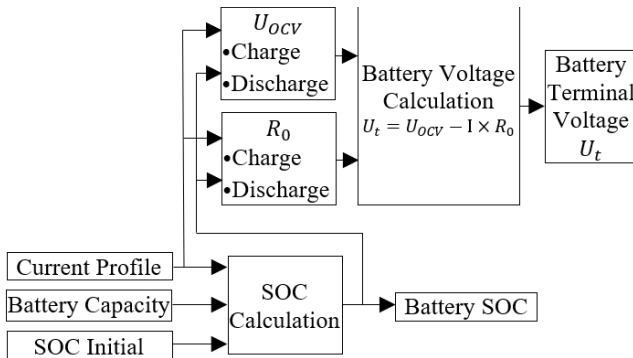 U_OCV
•Charge
•Discharge
R_0
•Charge
•Discharge
Battery Voltage
Calculation
U_t = U_OCV − I × R_0
Battery
Terminal
Voltage
U_t
Current Profile
Battery Capacity
SOC Initial
SOC
Calculation
Battery SOC